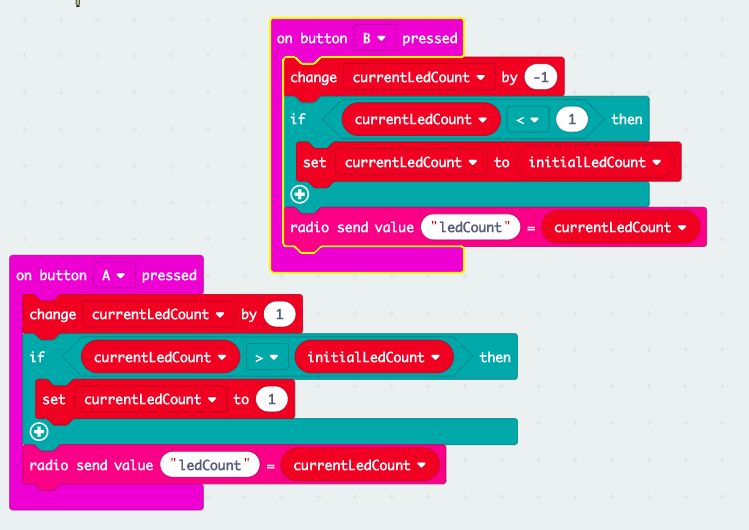 on button B pressed
change currentLedCount by -1
if currentLedCount < 1 then
set currentLedCount to initialLedCount
radio send value "ledCount" = currentLedCount
on button A pressed
change currentLedCount by 1
if currentLedCount > initialLedCount then
set currentLedCount to 1
radio send value "ledCount" = currentLedCount